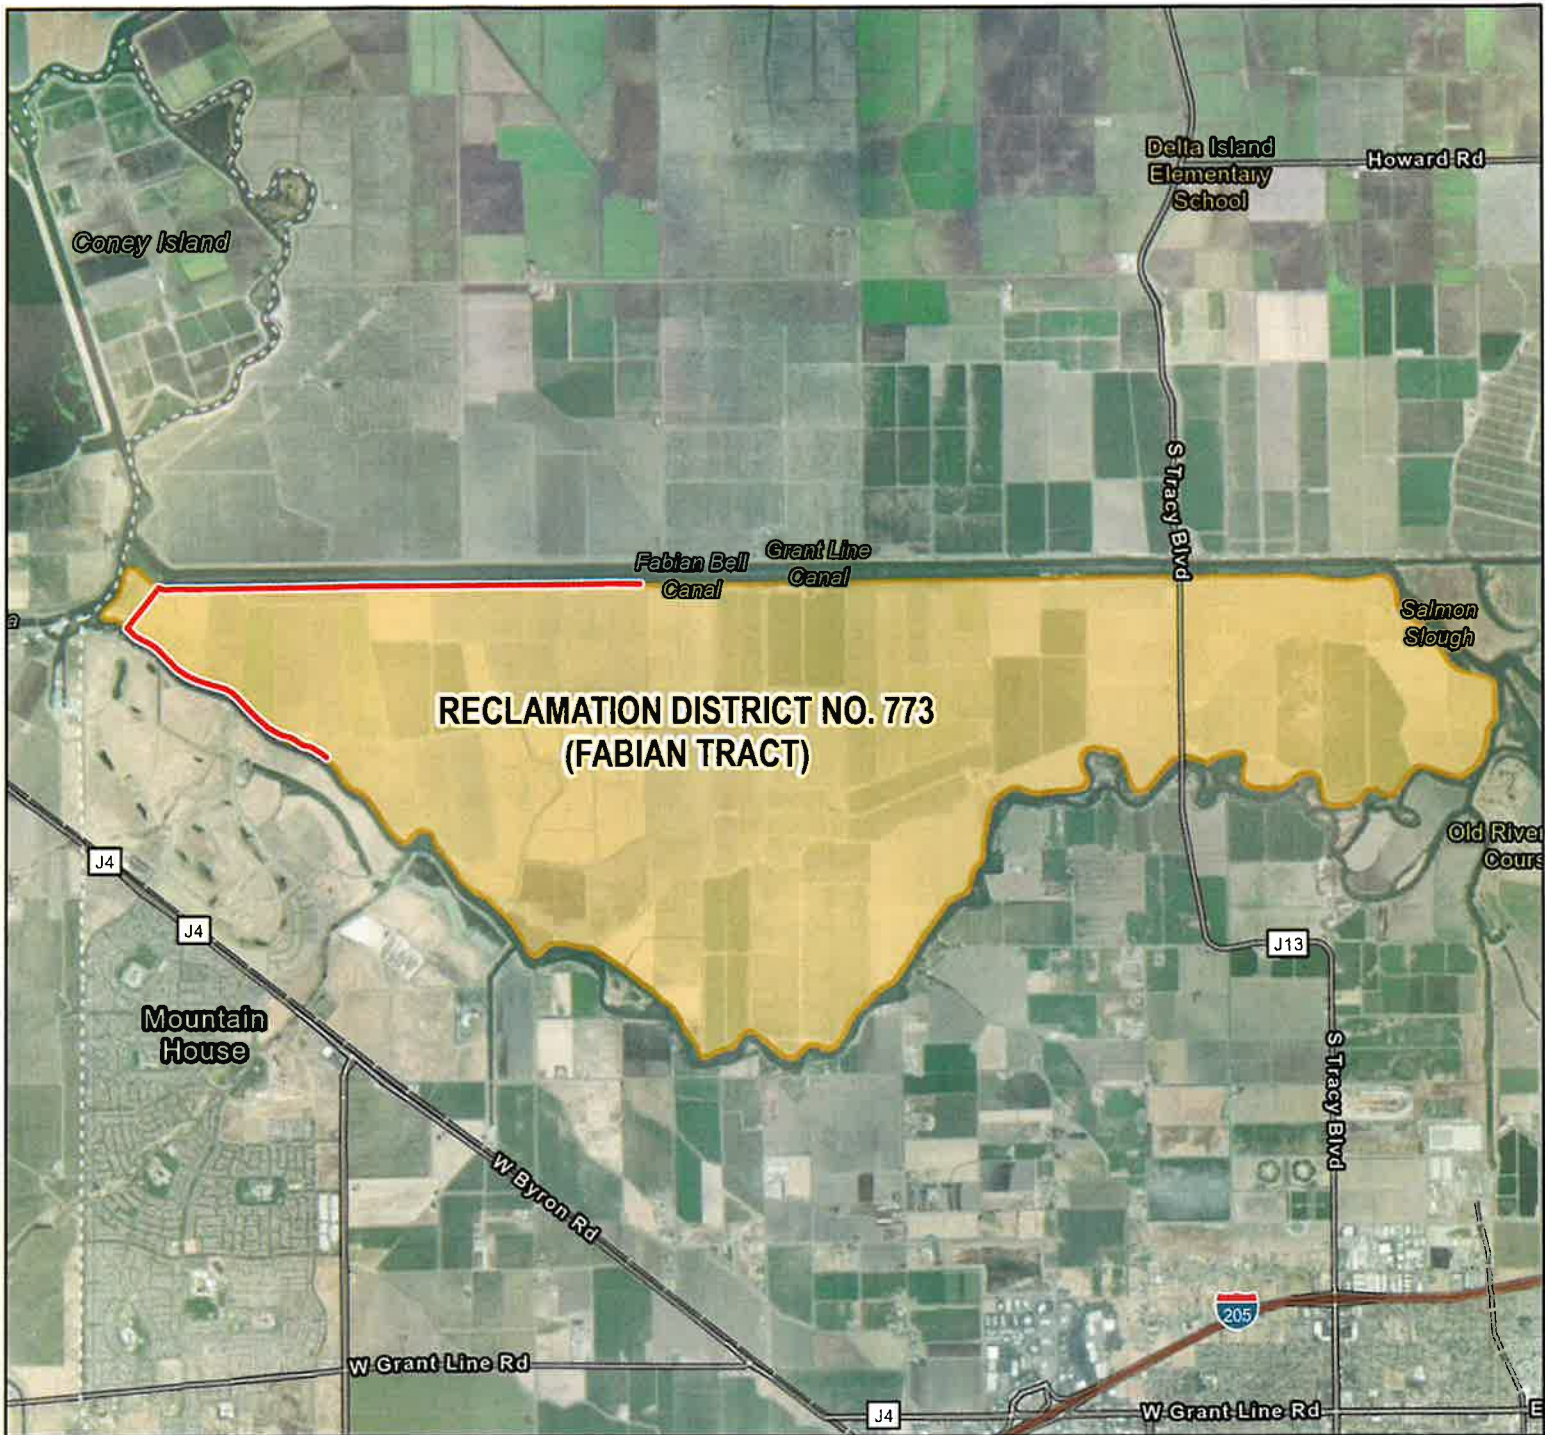 Delta Island
Elementary
School
Howard Rd
Coney Island
S Tracy Blvd
Fabian Bell
Canal
Grant Line
Canal
Salmon
Slough
a
RECLAMATION DISTRICT NO. 773
(FABIAN TRACT)
Old River
Cours
J4
J4
J13
Mountain
House
S Tracy Blvd
W Byron Rd
205
W Grant Line Rd
J4
W Grant Line Rd
E